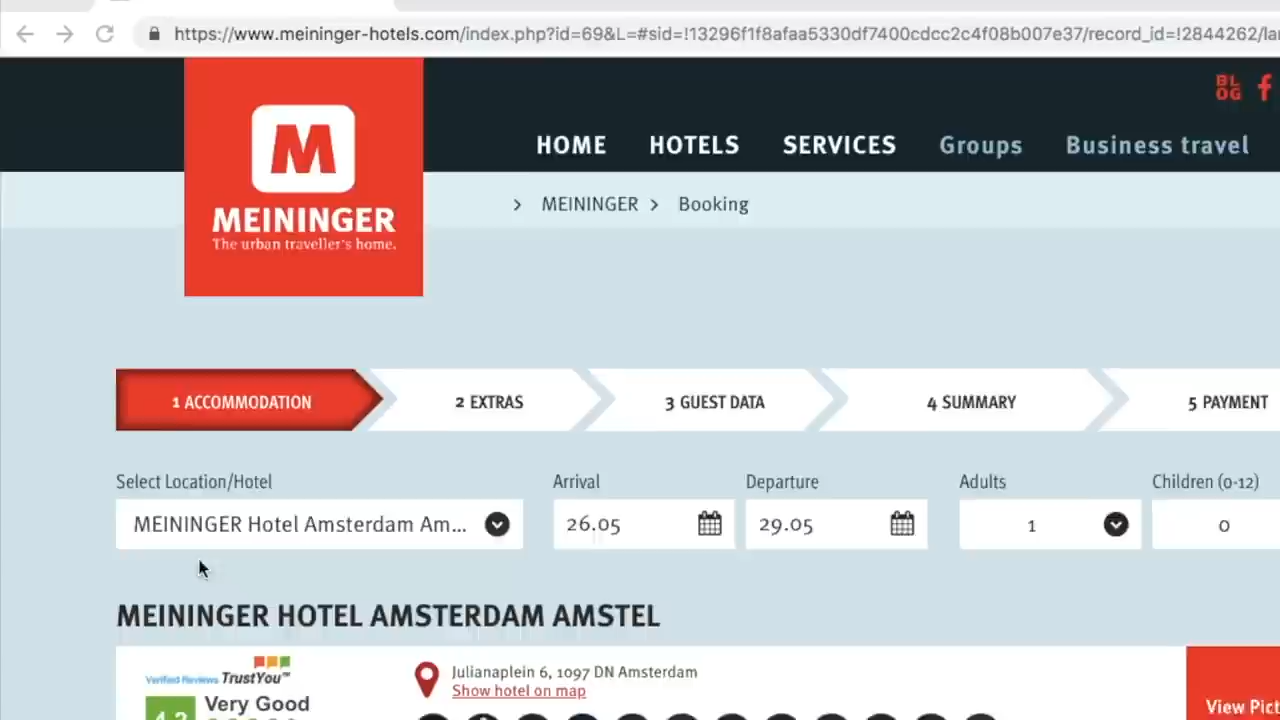 https://www.meininger-hotels.com/index.php?id=69&L=#sid=!13296f1f8afaa5330df7400cdcc2c4f08b007e37/record_id=!2844262/la
BL
OG
f
M
MEININGER
The urban traveller's home.
HOME HOTELS SERVICES Groups Business travel
> MEININGER > Booking
1 ACCOMMODATION 2 EXTRAS 3 GUEST DATA 4 SUMMARY 5 PAYMENT
Select Location/Hotel Arrival Departure Adults Children (0-12)
MEININGER Hotel Amsterdam Am... 26.05 29.05 1 0
MEININGER HOTEL AMSTERDAM AMSTEL
Verified Reviews TrustYou™
Julianaplein 6, 1097 DN Amsterdam
Show hotel on map
4.2 Very Good
View Pict